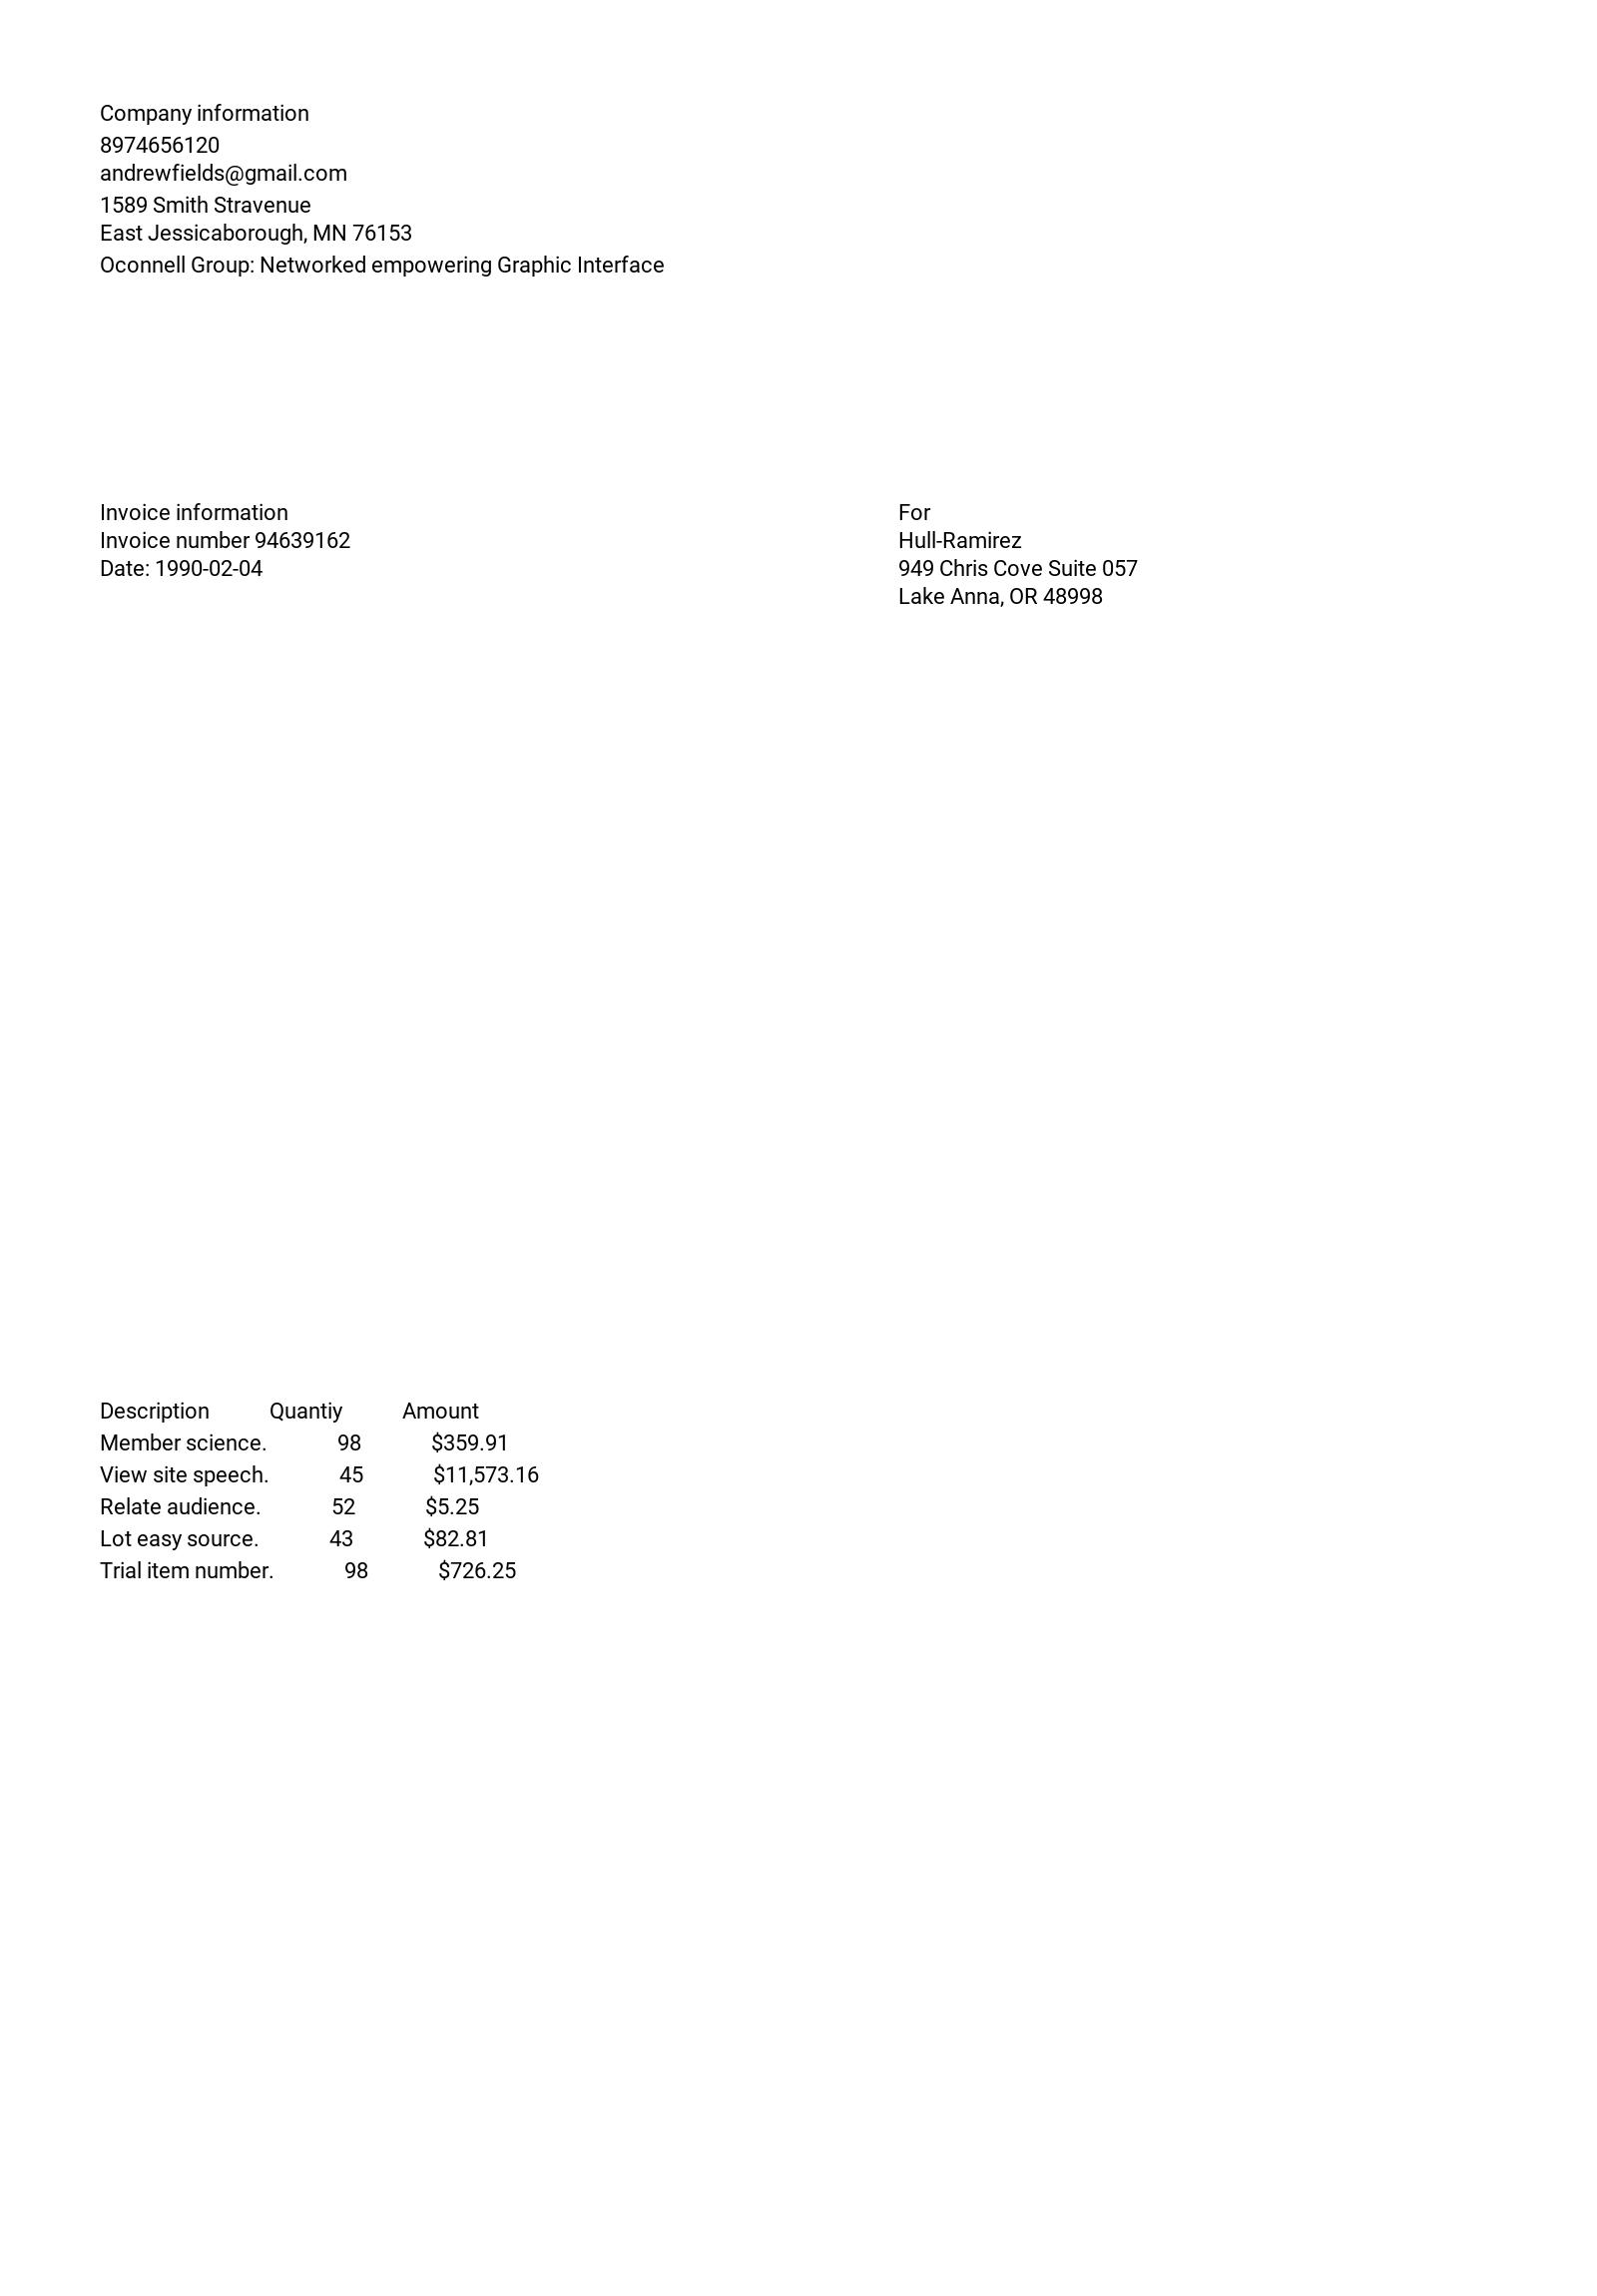 Company information
8974656120
andrewfields@gmail.com
1589 Smith Stravenue
East Jessicaborough, MN 76153
Oconnell Group: Networked empowering Graphic Interface
Invoice information
Invoice number 94639162
Date: 1990-02-04
For
Hull-Ramirez
949 Chris Cove Suite 057
Lake Anna, OR 48998
Description Quantiy Amount
Member science. 98 $359.91
View site speech. 45 $11,573.16
Relate audience. 52 $5.25
Lot easy source. 43 $82.81
Trial item number. 98 $726.25